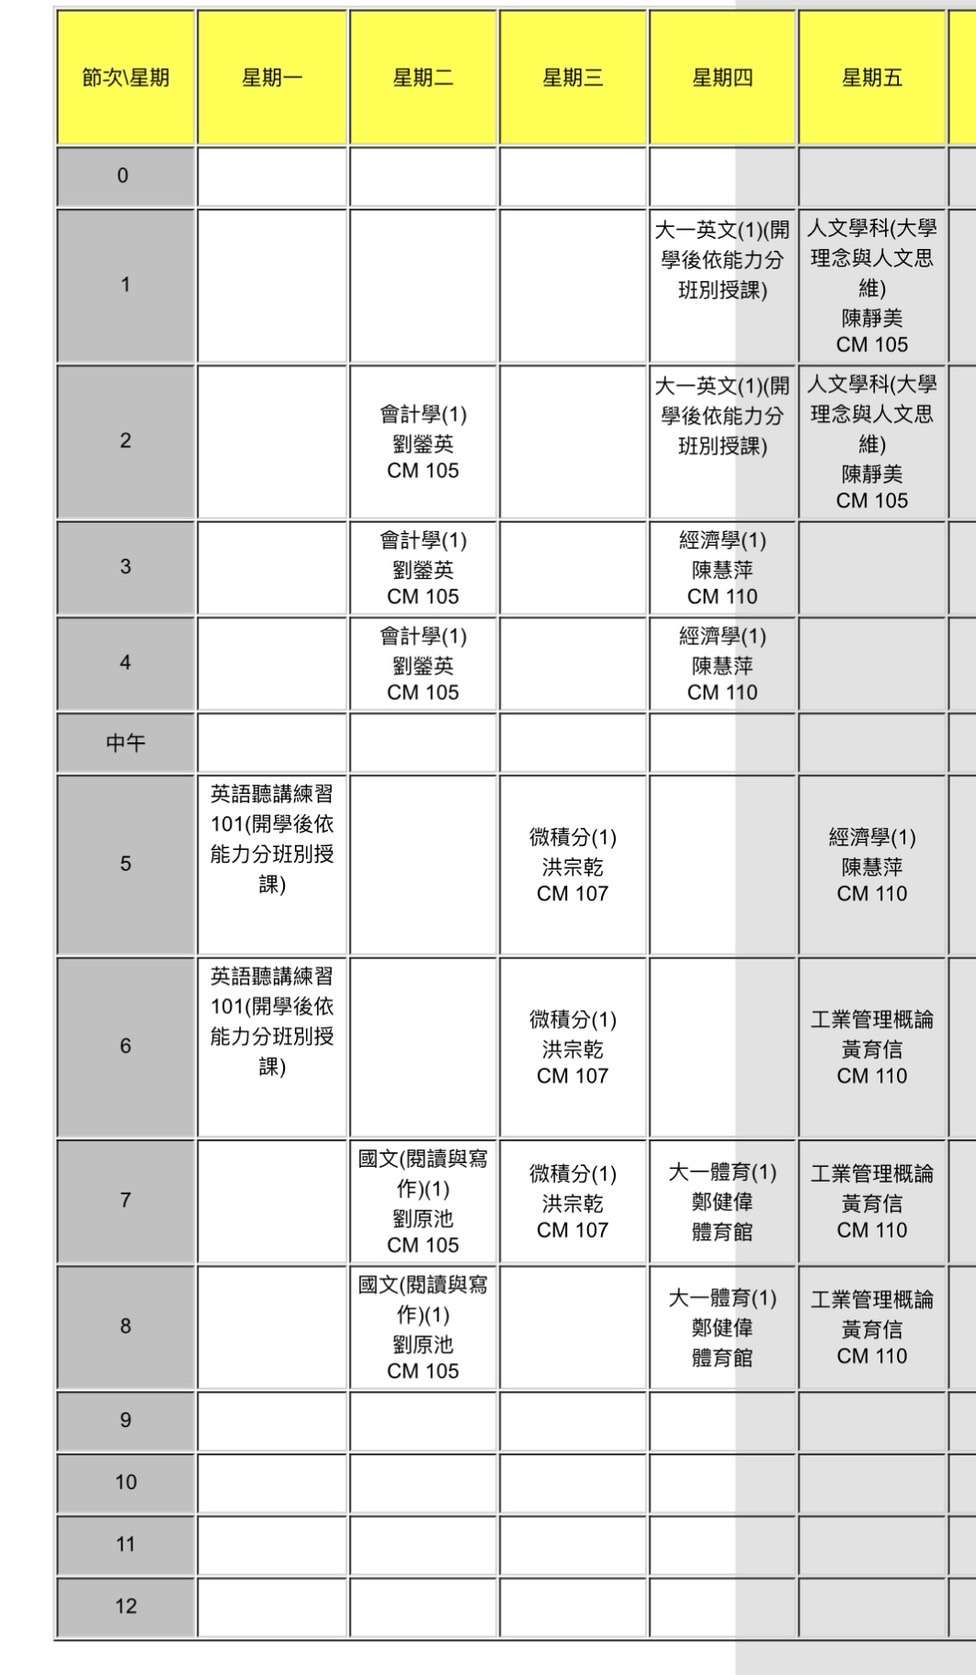 節次\星期 星期一 星期二 星期三 星期四 星期五
0
1
大一英文(1)(開
學後依能力分
班別授課)
人文學科(大學
理念與人文思
維)
陳靜美
CM 105
2
會計學(1)
劉鎣英
CM 105
大一英文(1)(開
學後依能力分
班別授課)
人文學科(大學
理念與人文思
維)
陳靜美
CM 105
3
會計學(1)
劉鎣英
CM 105
經濟學(1)
陳慧萍
CM 110
4
會計學(1)
劉鎣英
CM 105
經濟學(1)
陳慧萍
CM 110
中午
5
英語聽講練習
101(開學後依
能力分班別授
課)
微積分(1)
洪宗乾
CM 107
經濟學(1)
陳慧萍
CM 110
6
英語聽講練習
101(開學後依
能力分班別授
課)
微積分(1)
洪宗乾
CM 107
工業管理概論
黃育信
CM 110
7
國文(閱讀與寫
作)(1)
劉原池
CM 105
微積分(1)
洪宗乾
CM 107
大一體育(1)
鄭健偉
體育館
工業管理概論
黃育信
CM 110
8
國文(閱讀與寫
作)(1)
劉原池
CM 105
大一體育(1)
鄭健偉
體育館
工業管理概論
黃育信
CM 110
9
10
11
12